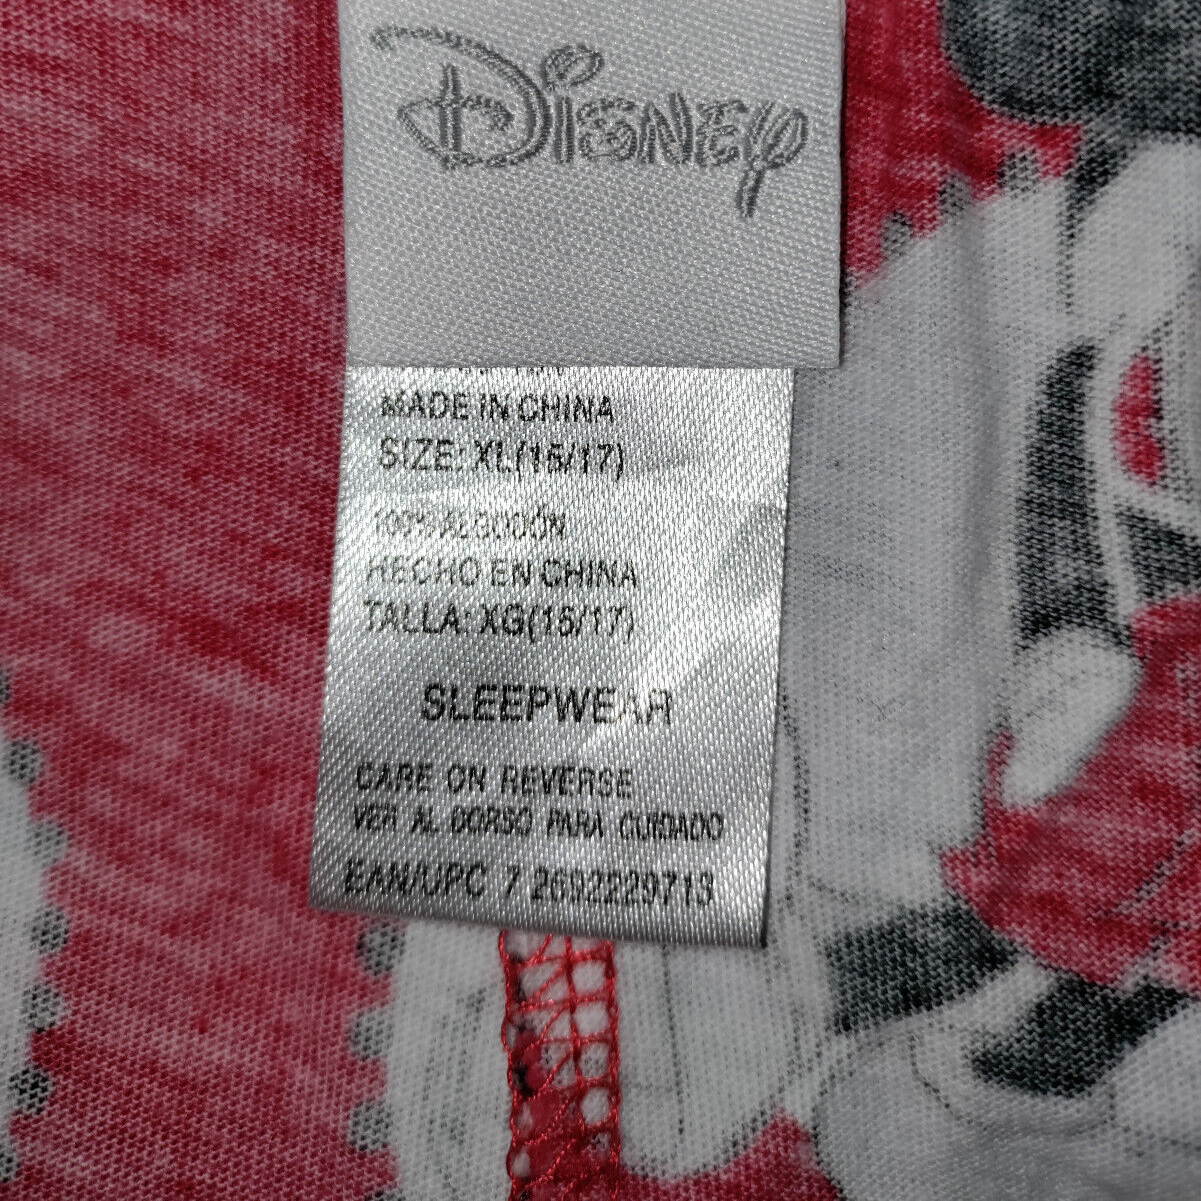 Disney
MADE IN CHINA
SIZE: XL(15/17)
100% ALGODÓN
HECHO EN CHINA
TALLA: XG(15/17)
SLEEPWEAR
CARE ON REVERSE
VER AL DORSO PARA CUIDADO
EAN/UPC 7 2692229713